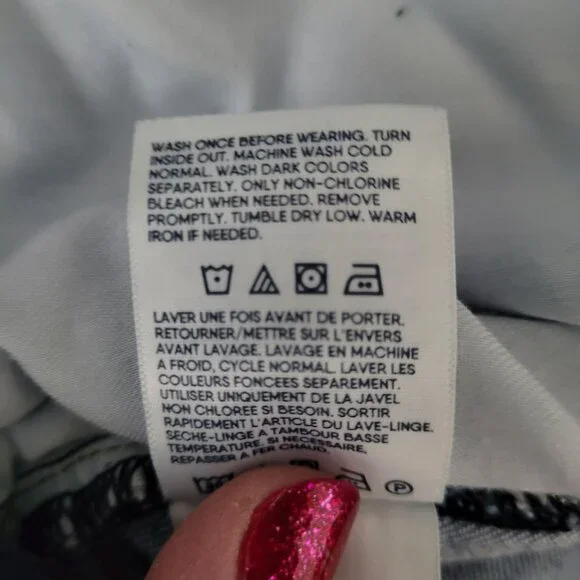 WASH ONCE BEFORE WEARING. TURN
INSIDE OUT. MACHINE WASH COLD
NORMAL. WASH DARK COLORS
SEPARATELY. ONLY NON-CHLORINE
BLEACH WHEN NEEDED. REMOVE
PROMPTLY. TUMBLE DRY LOW. WARM
IRON IF NEEDED.
LAVER UNE FOIS AVANT DE PORTER.
RETOURNER/METTRE SUR L'ENVERS
AVANT LAVAGE. LAVAGE EN MACHINE
A FROID, CYCLE NORMAL. LAVER LES
COULEURS FONCEES SEPAREMENT.
UTILISER UNIQUEMENT DE LA JAVEL
NON CHLOREE SI BESOIN. SORTIR
RAPIDEMENT L'ARTICLE DU LAVE-LINGE.
SECHE-LINGE A TAMBOUR BASSE
TEMPERATURE. SI NECESSAIRE,
REPASSER A FER CHAUD.
P